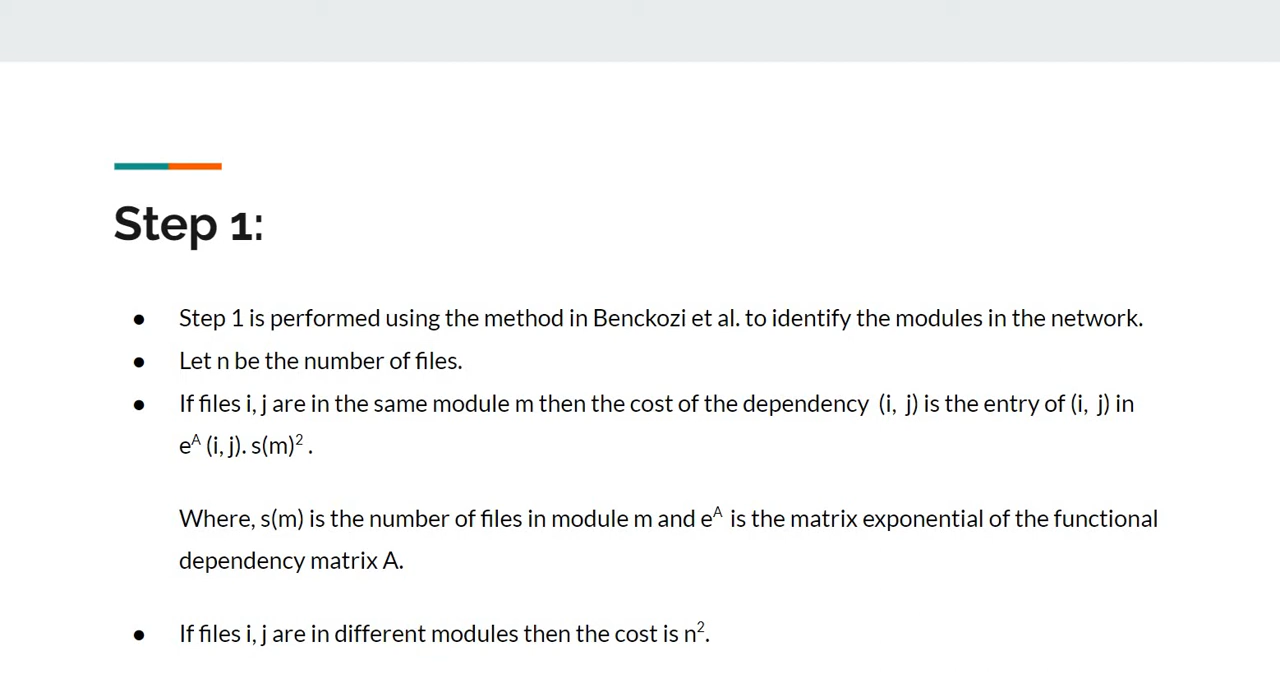 Step 1:
● Step 1 is performed using the method in Benckozi et al. to identify the modules in the network.
● Let n be the number of files.
● If files i, j are in the same module m then the cost of the dependency (i, j) is the entry of (i, j) in
eᴬ (i, j). s(m)² .
Where, s(m) is the number of files in module m and eᴬ is the matrix exponential of the functional
dependency matrix A.
● If files i, j are in different modules then the cost is n².